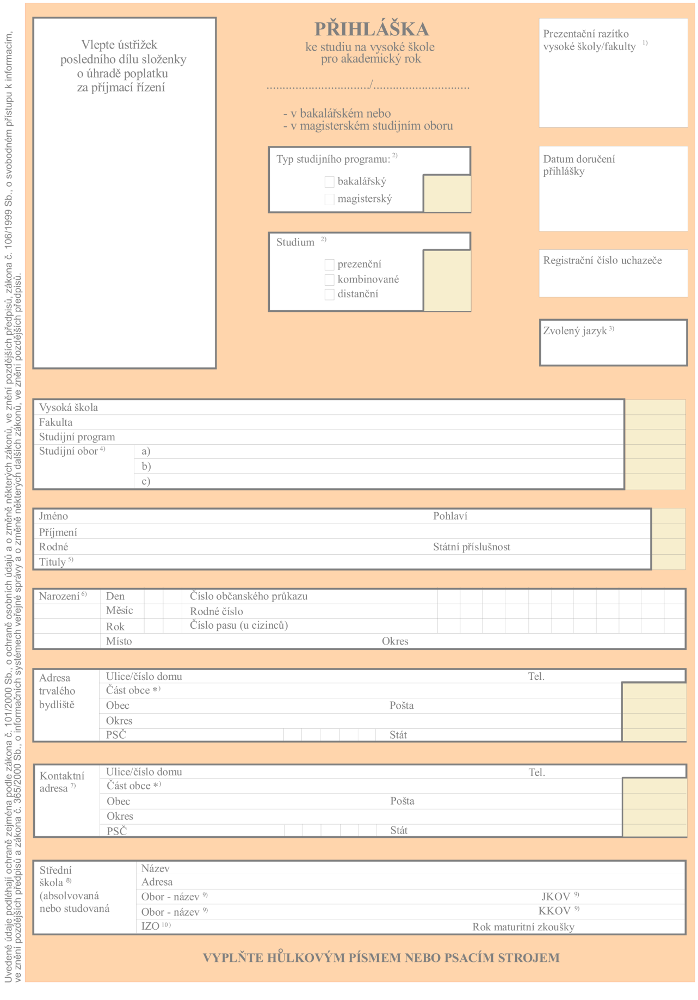 Uvedené údaje podléhají ochraně zejména podle zákona č. 101/2000 Sb., o ochraně osobních údajů a o změně některých zákonů, ve znění pozdějších předpisů, zákona č. 106/1999 Sb., o svobodném přístupu k informacím,
ve znění pozdějších předpisů a zákona č. 365/2000 Sb., o informačních systémech veřejné správy a o změně některých dalších zákonů, ve znění pozdějších předpisů.
Vlepte ústřižek
posledního dílu složenky
o úhradě poplatku
za příjmací řízení
PŘIHLÁŠKA
ke studiu na vysoké škole
pro akademický rok
................................/..............................
- v bakalářském nebo
- v magisterském studijním oboru
Typ studijního programu: 2)
bakalářský
magisterský
Studium 2)
prezenční
kombinované
distanční
Prezentační razítko
vysoké školy/fakulty 1)
Datum doručení
přihlášky
Registrační číslo uchazeče
Zvolený jazyk 3)
Vysoká škola
Fakulta
Studijní program
Studijní obor 4) a)
b)
c)
Jméno Pohlaví
Příjmení
Rodné Státní příslušnost
Tituly 5)
Narození 6) Den Číslo občanského průkazu
Měsíc Rodné číslo
Rok Číslo pasu (u cizinců)
Místo Okres
Adresa
trvalého
bydliště
Ulice/číslo domu Tel.
Část obce *)
Obec Pošta
Okres
PSČ Stát
Kontaktní
adresa 7)
Ulice/číslo domu Tel.
Část obce *)
Obec Pošta
Okres
PSČ Stát
Střední
škola 8)
(absolvovaná
nebo studovaná
Název
Adresa
Obor - název 9) JKOV 9)
Obor - název 9) KKOV 9)
IZO 10) Rok maturitní zkoušky
VYPLŇTE HŮLKOVÝM PÍSMEM NEBO PSACÍM STROJEM